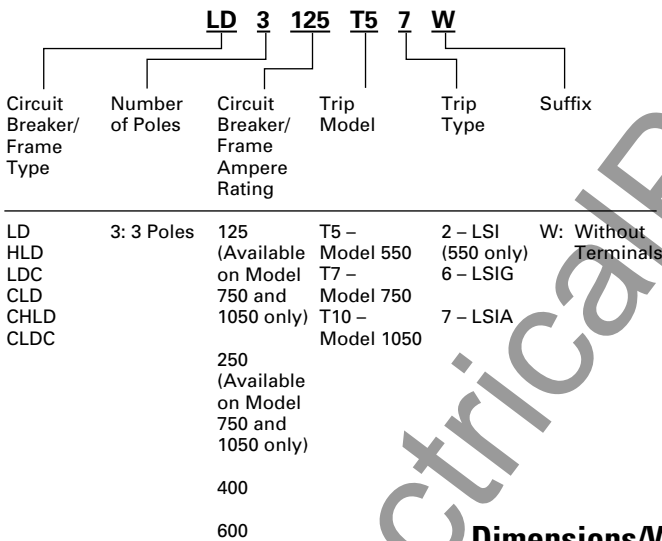 LD 3 125 T5 7 W
Circuit Breaker/ Frame Type
Number of Poles
Circuit Breaker/ Frame Ampere Rating
Trip Model
Trip Type
Suffix
LD
HLD
LDC
CLD
CHLD
CLDC
3: 3 Poles
125
(Available
on Model
750 and
1050 only)
250
(Available
on Model
750 and
1050 only)
400
600
T5 –
Model 550
T7 –
Model 750
T10 –
Model 1050
2 – LSI
(550 only)
6 – LSIG
7 – LSIA
W: Without
Terminals